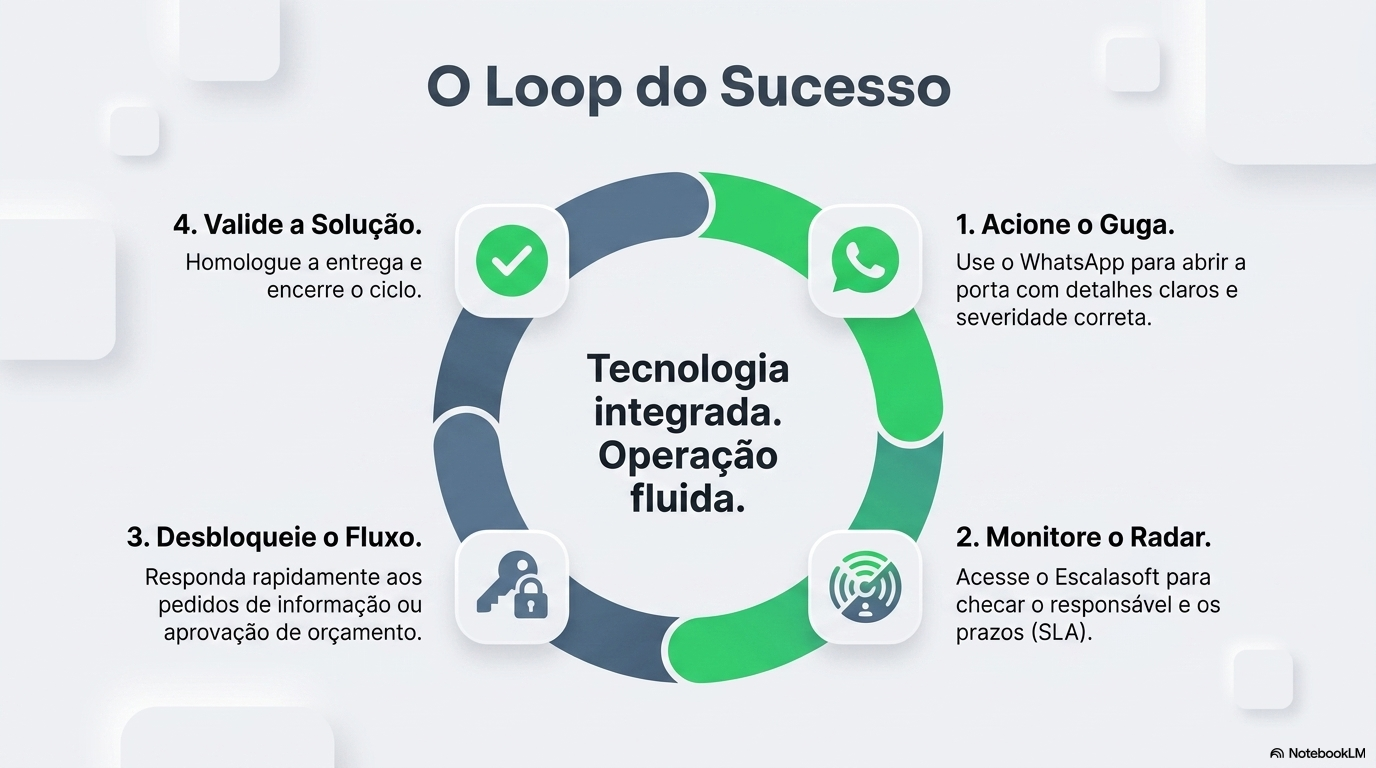 O Loop do Sucesso
1. Acione o Guga.
Use o WhatsApp para abrir a
porta com detalhes claros e
severidade correta.
2. Monitore o Radar.
Acesse o Escalasoft para
checar o responsável e os
prazos (SLA).
3. Desbloqueie o Fluxo.
Responda rapidamente aos
pedidos de informação ou
aprovação de orçamento.
4. Valide a Solução.
Homologue a entrega e
encerre o ciclo.
Tecnologia
integrada.
Operação
fluida.
NotebookLM